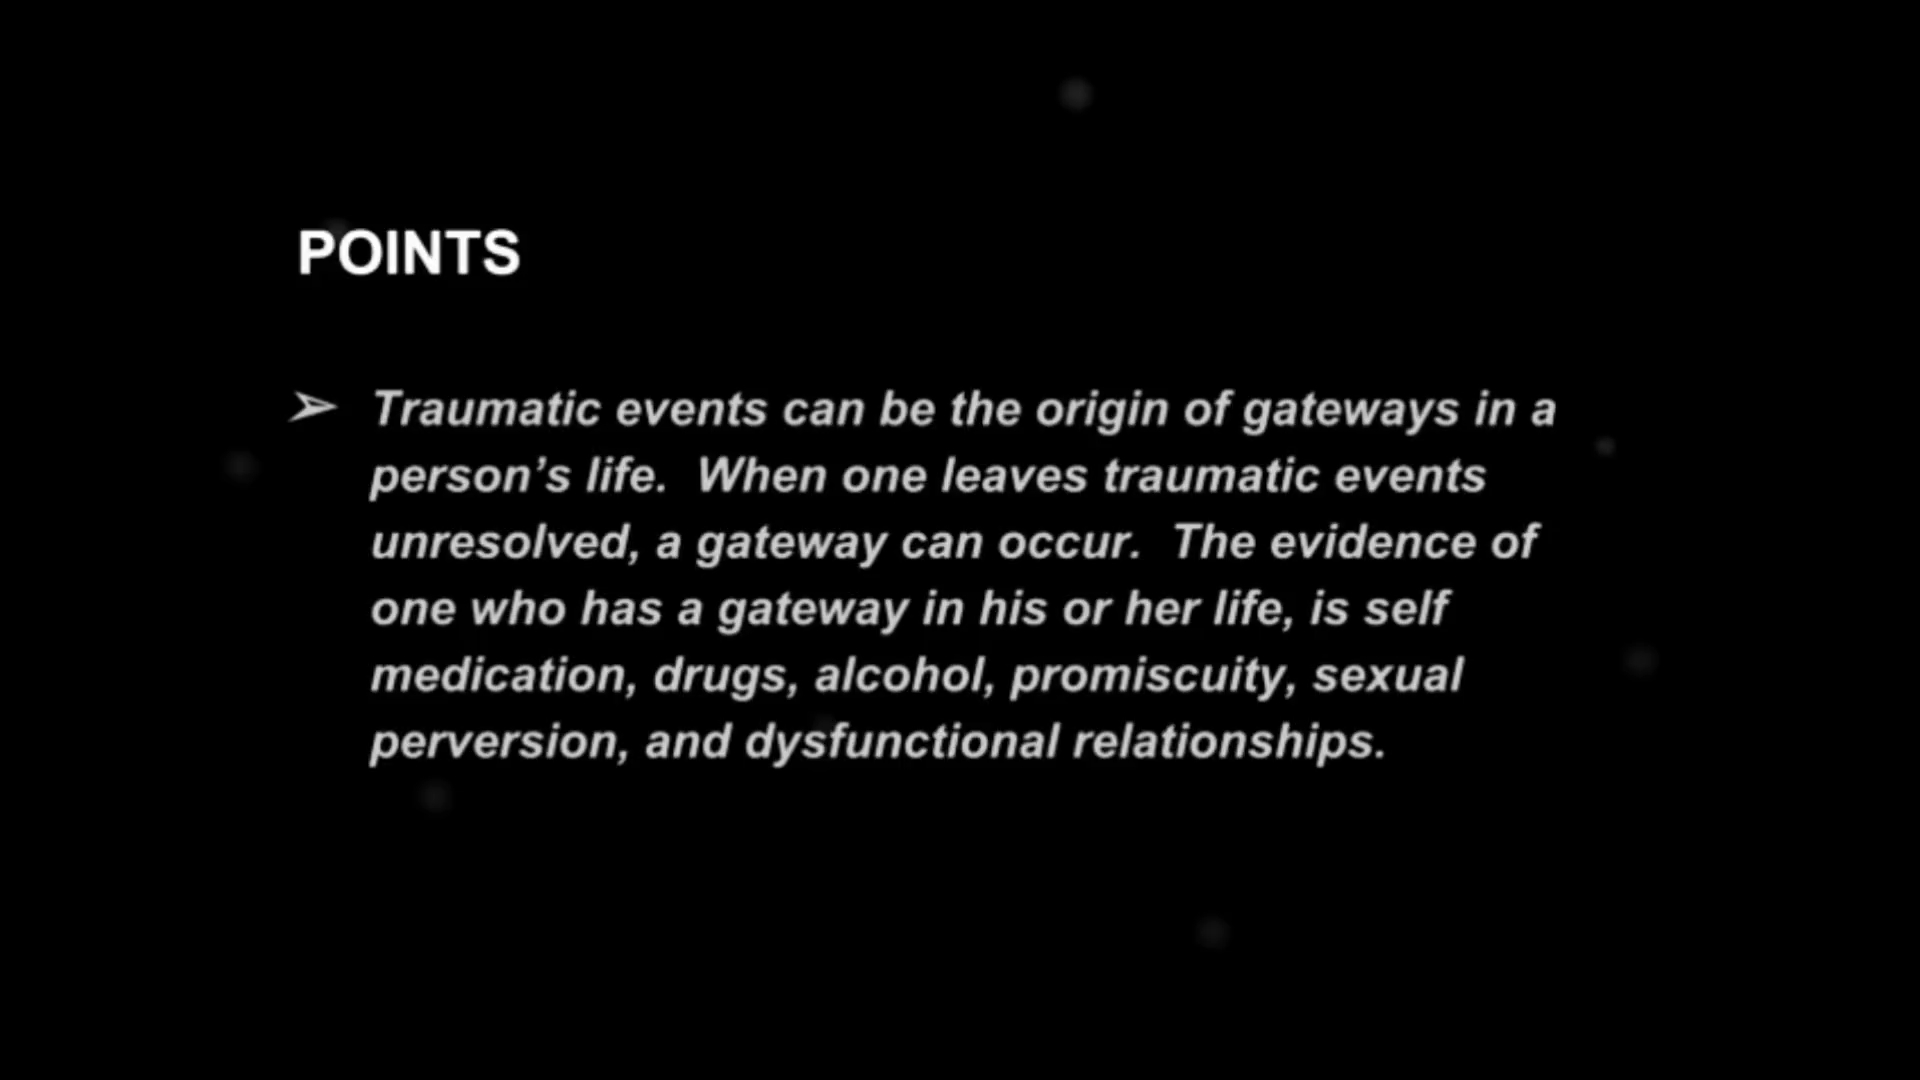 POINTS
➢ Traumatic events can be the origin of gateways in a
person’s life.  When one leaves traumatic events
unresolved, a gateway can occur.  The evidence of
one who has a gateway in his or her life, is self
medication, drugs, alcohol, promiscuity, sexual
perversion, and dysfunctional relationships.